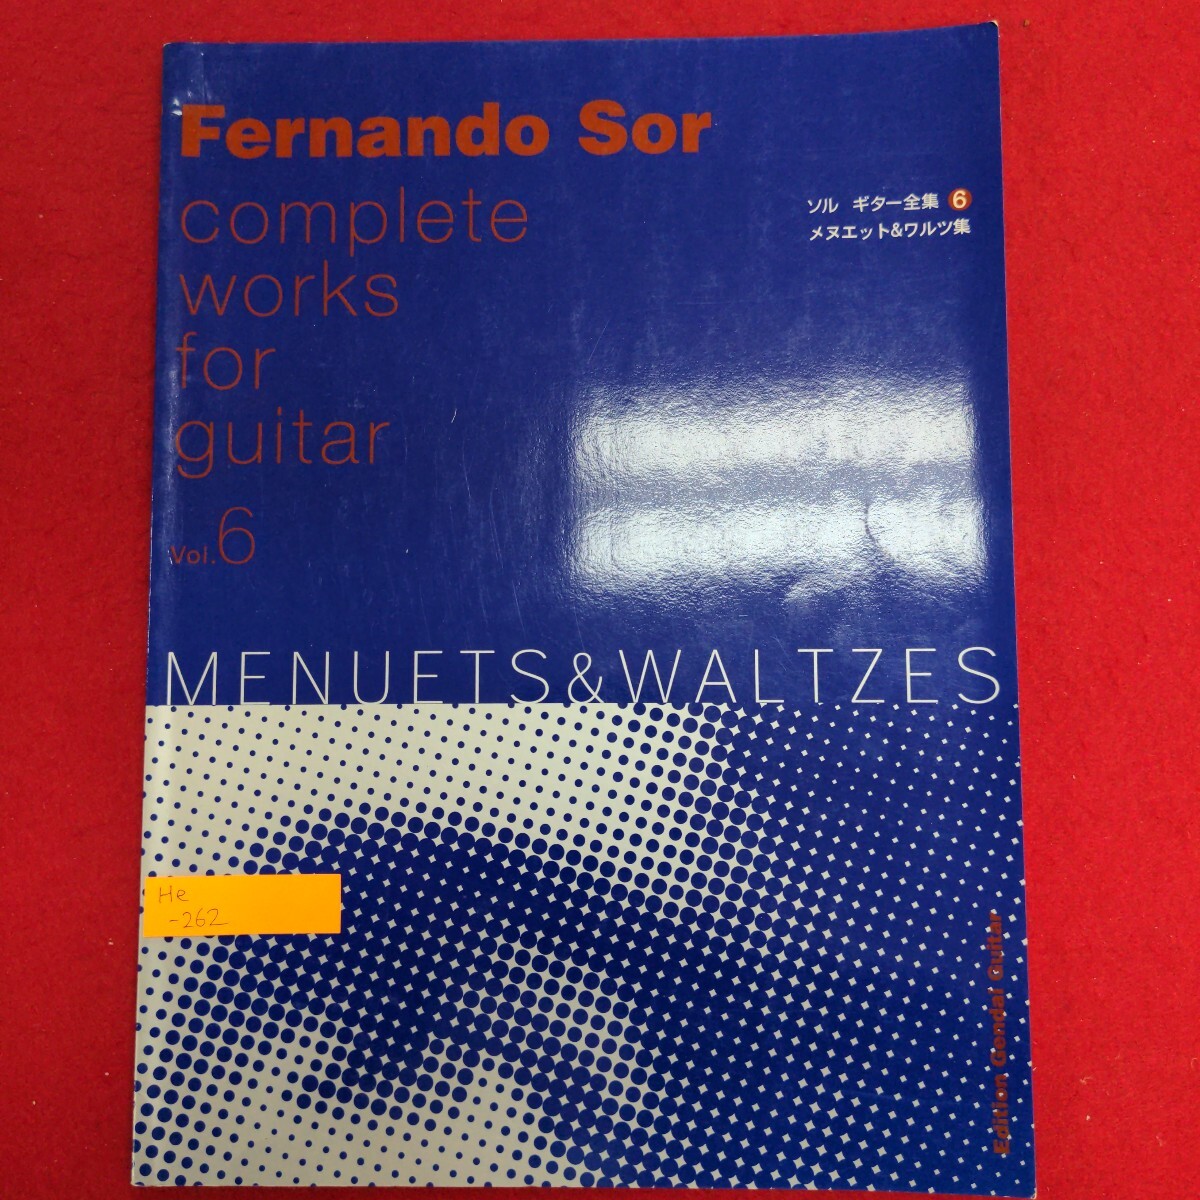 Fernando Sor
complete
works
for
guitar
Vol.6
ソル ギター全集 6
メヌエット&ワルツ集
MENUETS&WALTZES
He
-262
Edition Gendai Guitar